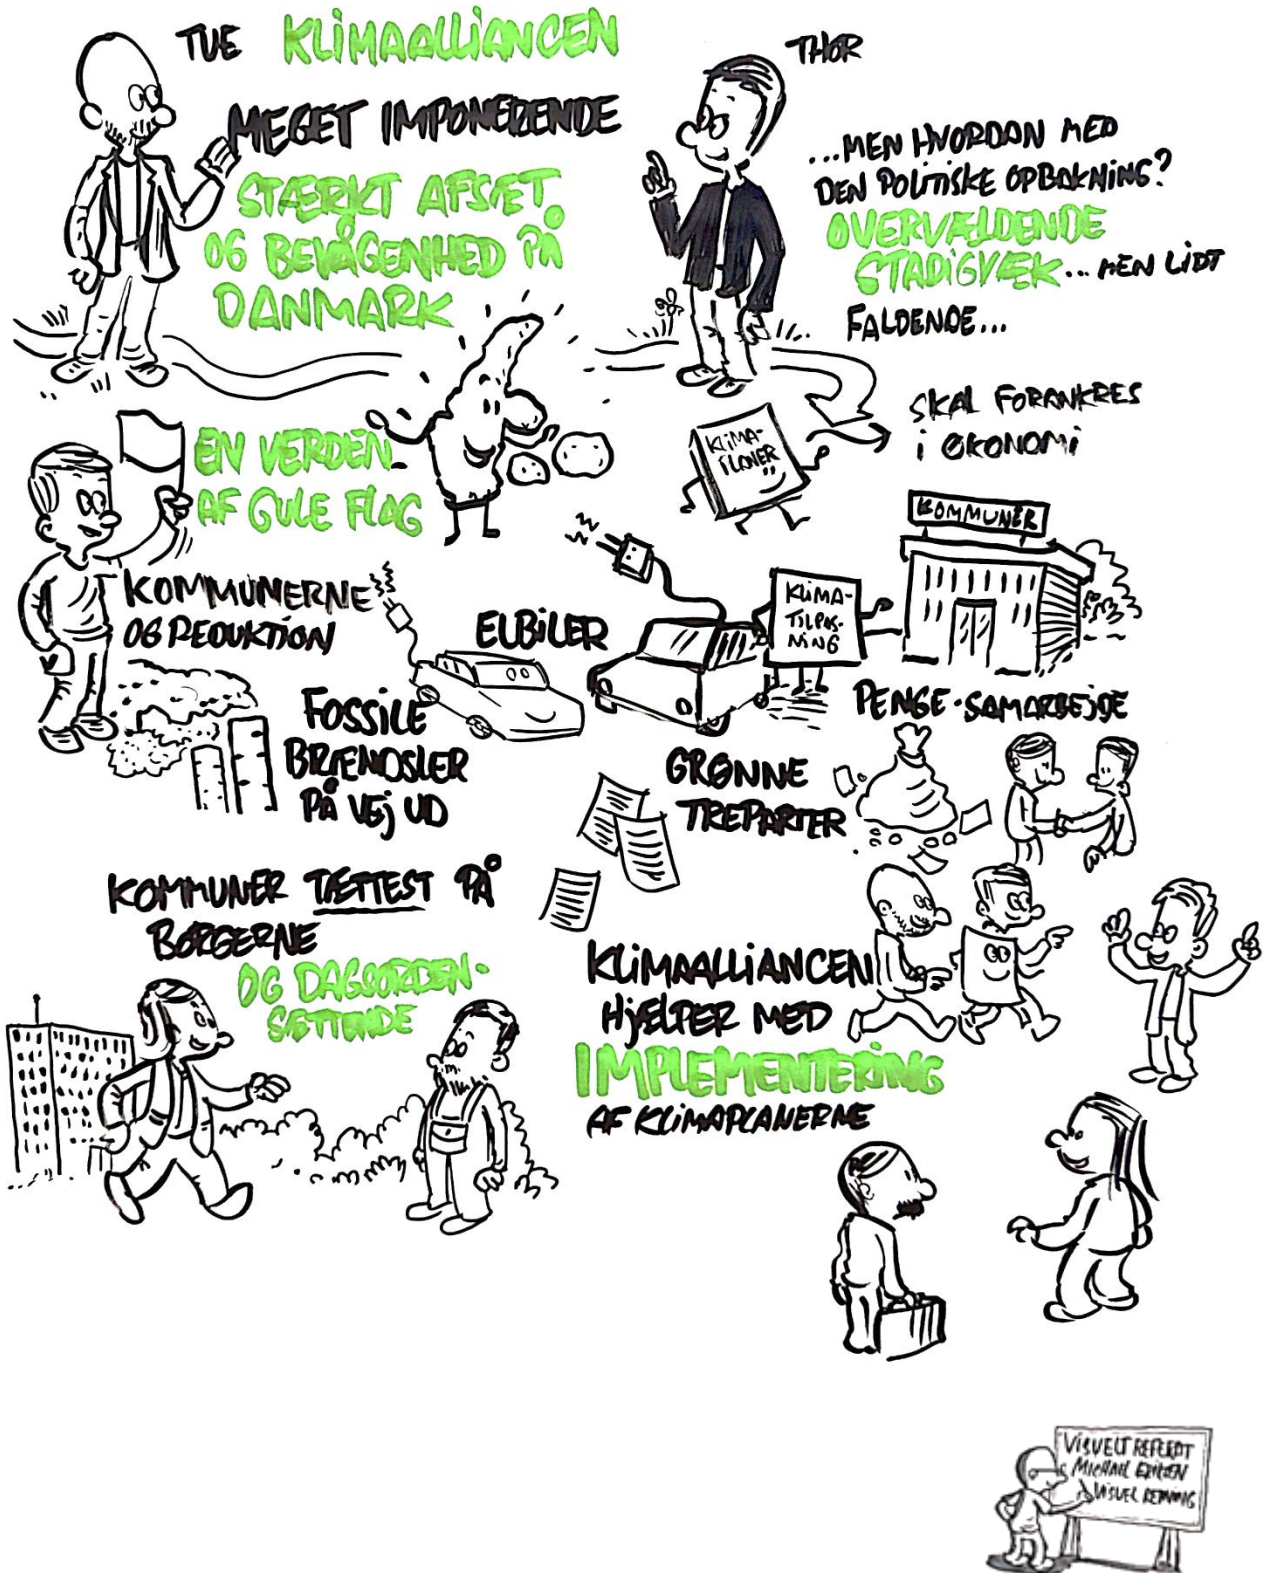 TUE KLIMAALLIANCEN
MEGET IMPONERENDE
STÆRKT AFSÆT
OG BEVÅGENHED PÅ
DANMARK
THOR
...MEN HVORDAN MED
DEN POLITISKE OPBAKNING?
OVERVÆLDENDE
STADIGVÆK... MEN LIDT
FALDENDE...
SKAL FORANKRES
I ØKONOMI
KLIMA-
PLANER
EN VERDEN
AF GULE FLAG
KOMMUNER
KOMMUNERNE
OG REDUKTION
ELBILER
KLIMA-
TILPAS-
NING
FOSSILE
BRÆNDSLER
PÅ VEJ UD
PENGE · SAMARBEJDE
GRØNNE
TREPARTER
KOMMUNER TÆTTEST PÅ
BORGERNE
OG DAGSORDEN-
SÆTTENDE
KLIMAALLIANCEN
HJÆLPER MED
IMPLEMENTERING
AF KLIMAPLANERNE
VISUELT REFERAT
MICHAEL
VISUEL